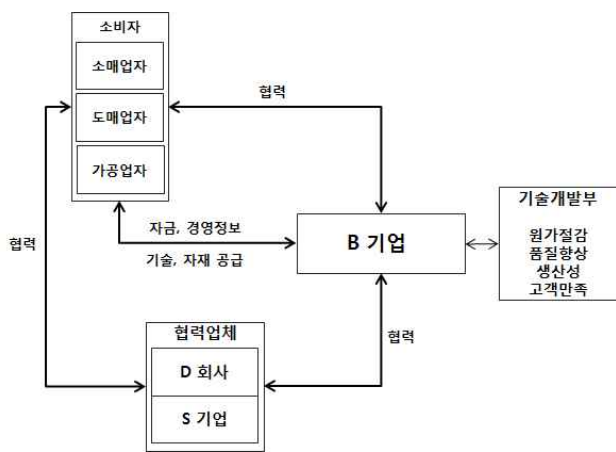 소비자
소매업자
도매업자
가공업자
협력
협력
자금, 경영정보
기술, 자재 공급
B 기업
기술개발부
원가절감
품질향상
생산성
고객만족
협력업체
D 회사
S 기업
협력